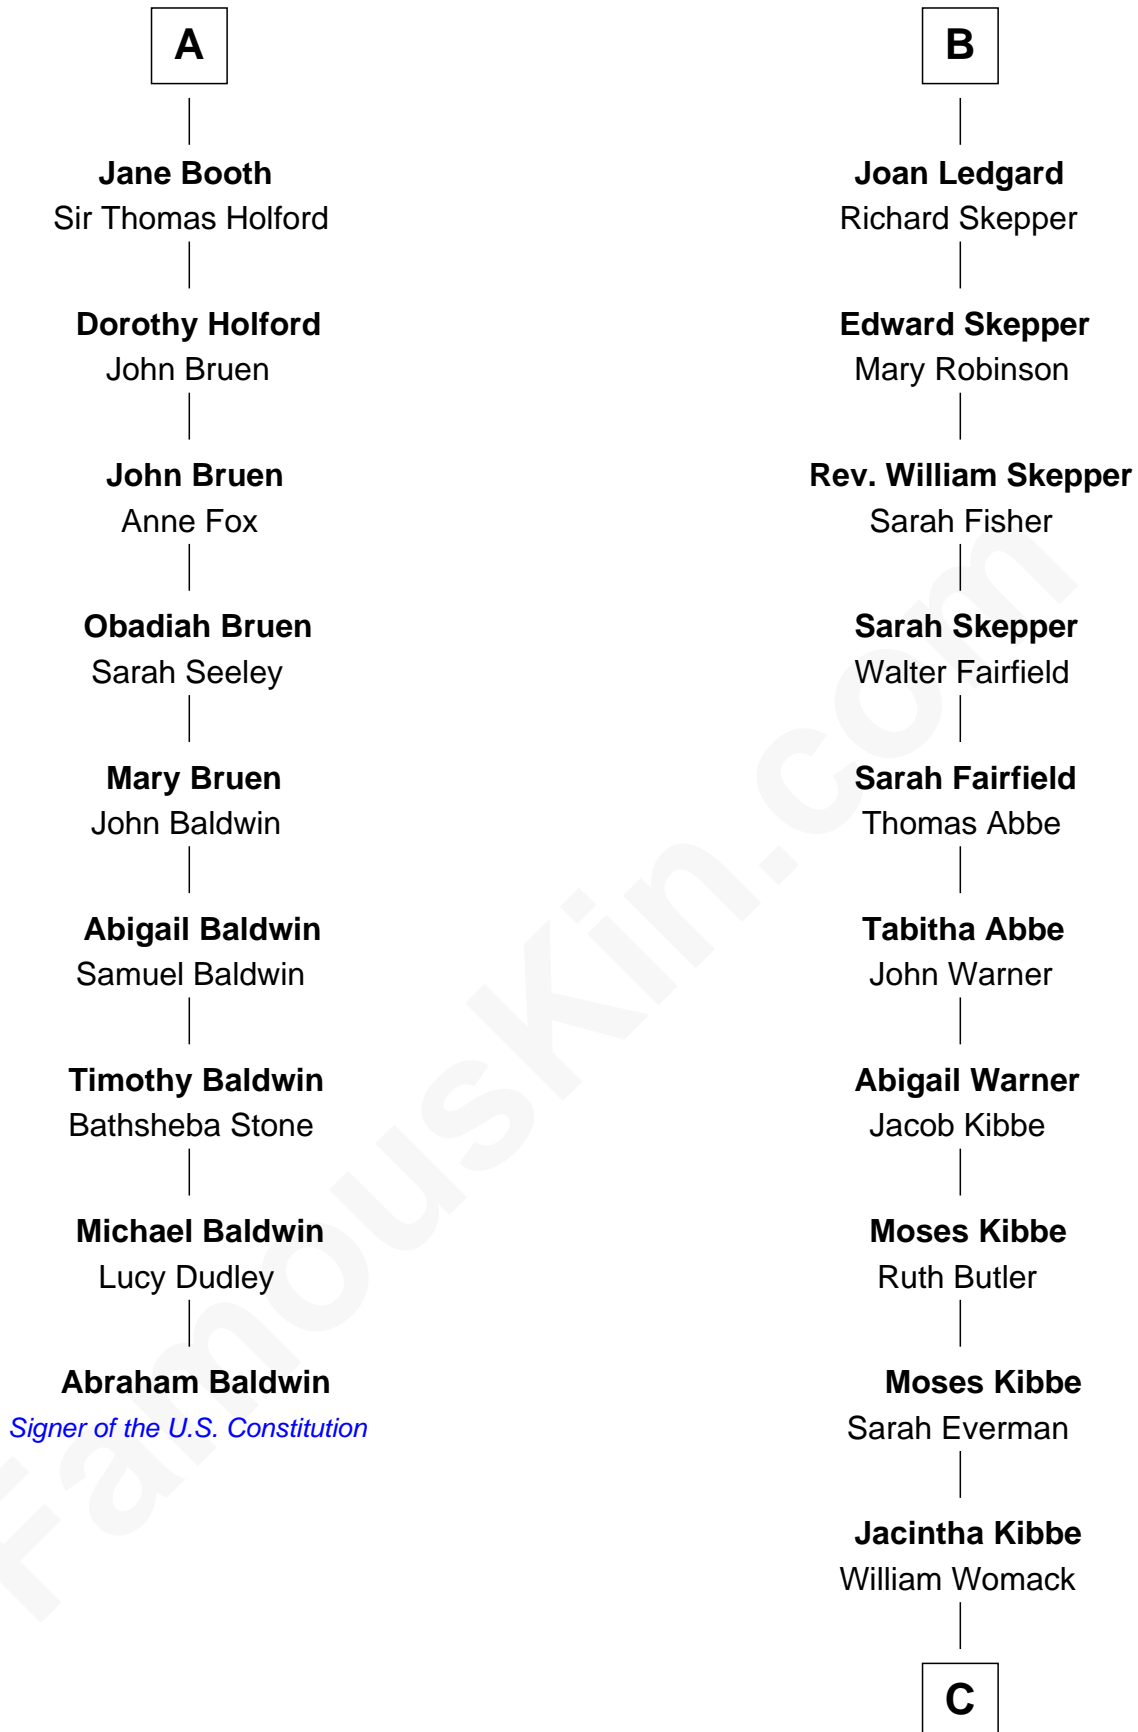 A
Jane Booth
Sir Thomas Holford
Dorothy Holford
John Bruen
John Bruen
Anne Fox
Obadiah Bruen
Sarah Seeley
Mary Bruen
John Baldwin
Abigail Baldwin
Samuel Baldwin
Timothy Baldwin
Bathsheba Stone
Michael Baldwin
Lucy Dudley
Abraham Baldwin
Signer of the U.S. Constitution
B
Joan Ledgard
Richard Skepper
Edward Skepper
Mary Robinson
Rev. William Skepper
Sarah Fisher
Sarah Skepper
Walter Fairfield
Sarah Fairfield
Thomas Abbe
Tabitha Abbe
John Warner
Abigail Warner
Jacob Kibbe
Moses Kibbe
Ruth Butler
Moses Kibbe
Sarah Everman
Jacintha Kibbe
William Womack
C
FamousKin.com